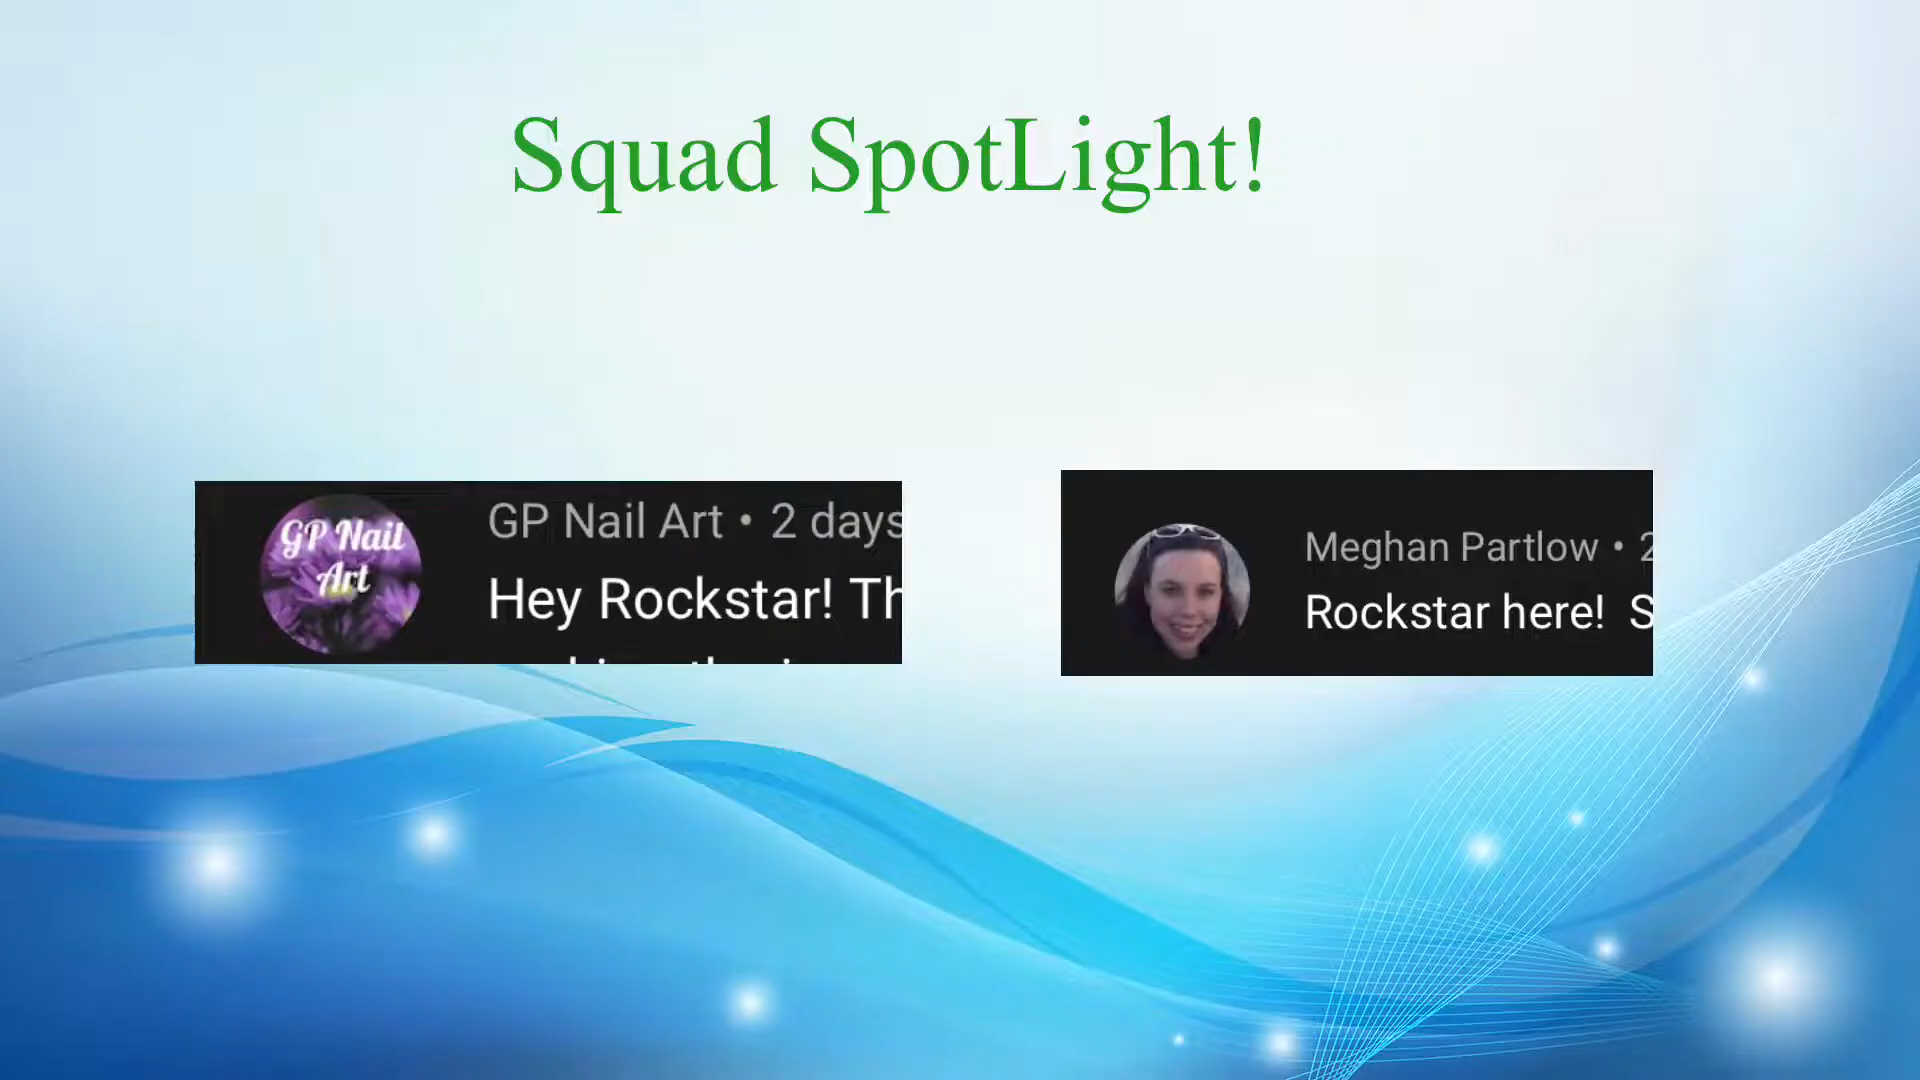 Squad SpotLight!
GP Nail
Art
GP Nail Art • 2 days
Hey Rockstar! Th
Meghan Partlow • 2
Rockstar here! S